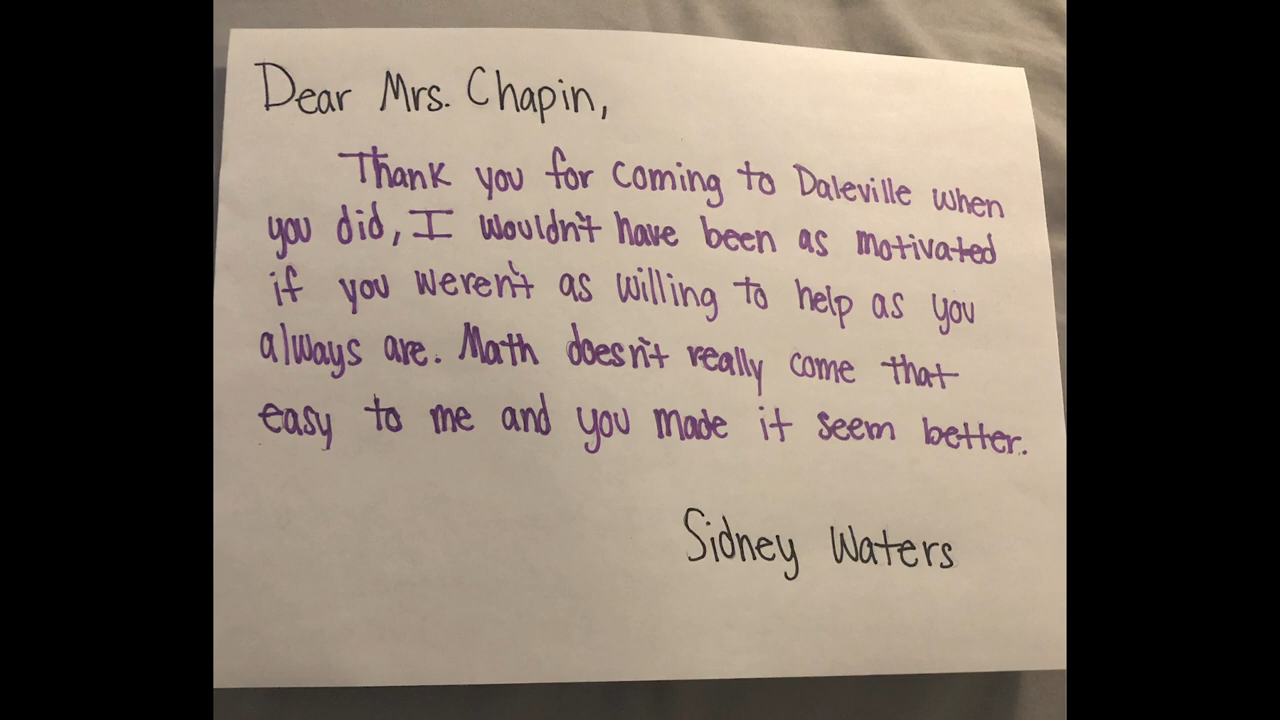 Dear Mrs. Chapin,
Thank you for coming to Daleville when
you did, I wouldn't have been as motivated
if you weren't as willing to help as you
always are. Math doesn't really come that
easy to me and you made it seem better.
Sidney Waters